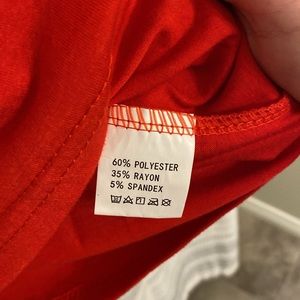 60% POLYESTER
35% RAYON
5% SPANDEX